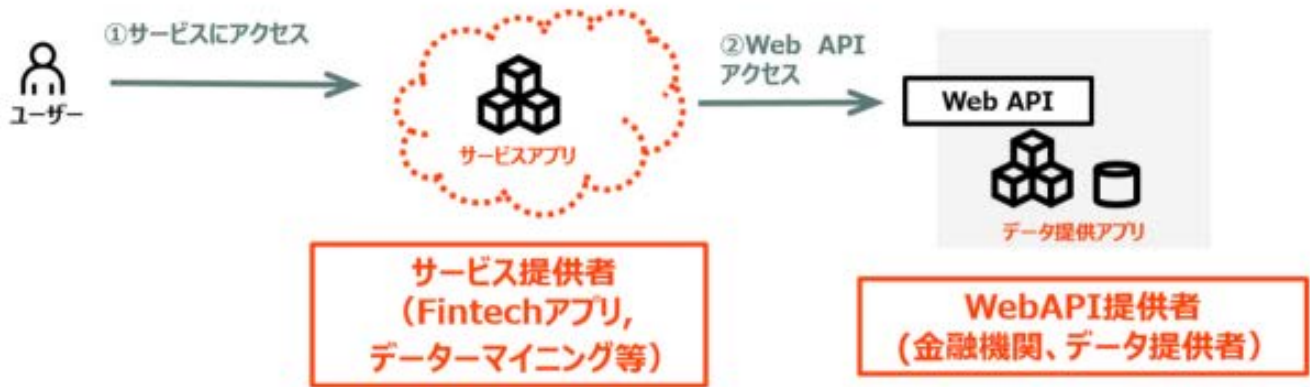 ①サービスにアクセス
ユーザー
サービスアプリ
②Web API
アクセス
Web API
データ提供アプリ
サービス提供者
（Fintechアプリ,
データーマイニング等）
WebAPI提供者
(金融機関、データ提供者）